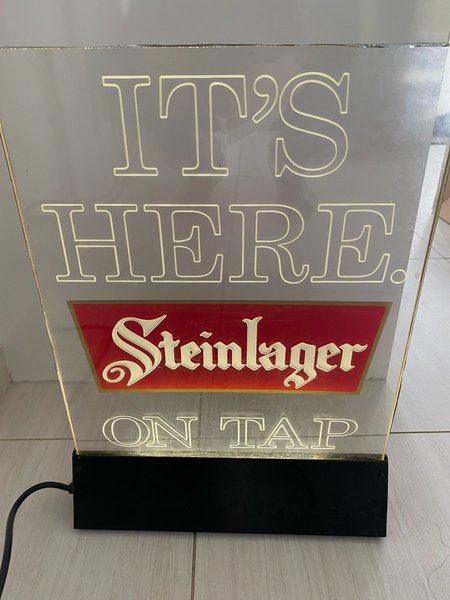 IT'S
HERE.
Steinlager
ON TAP